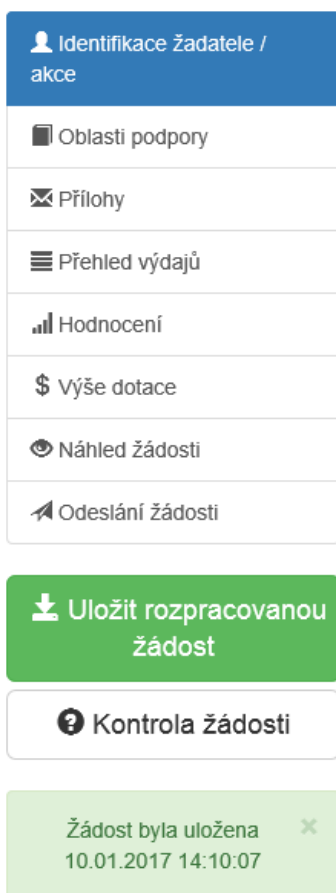 Identifikace žadatele /
akce
Oblasti podpory
Přílohy
Přehled výdajů
Hodnocení
$ Výše dotace
Náhled žádosti
Odeslání žádosti
Uložit rozpracovanou
žádost
Kontrola žádosti
Žádost byla uložena ×
10.01.2017 14:10:07